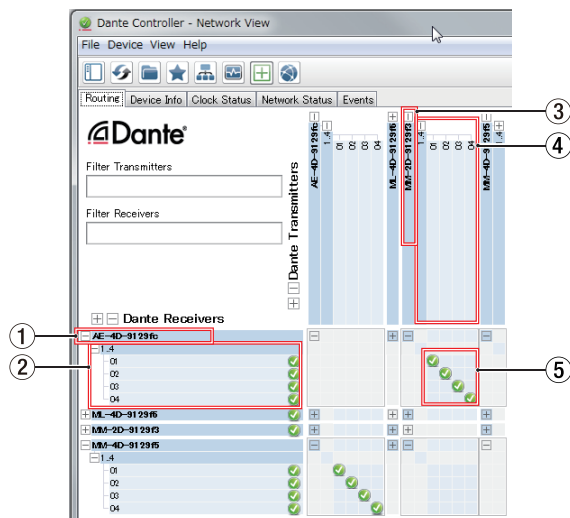 Dante Controller - Network View
File Device View Help
Routing Device Info Clock Status Network Status Events
Dante
Filter Transmitters
Filter Receivers
Dante Transmitters
Dante Receivers
AE-4D-9129fc
1..4
01
02
03
04
ML-4D-9129f6
MM-2D-9129f3
1..4
01
02
03
04
MM-4D-9129f5
1..4
AE-4D-9129fc
1..4
01
02
03
04
ML-4D-9129f6
MM-2D-9129f3
MM-4D-9129f5
1..4
01
02
03
04
1
2
3
4
5